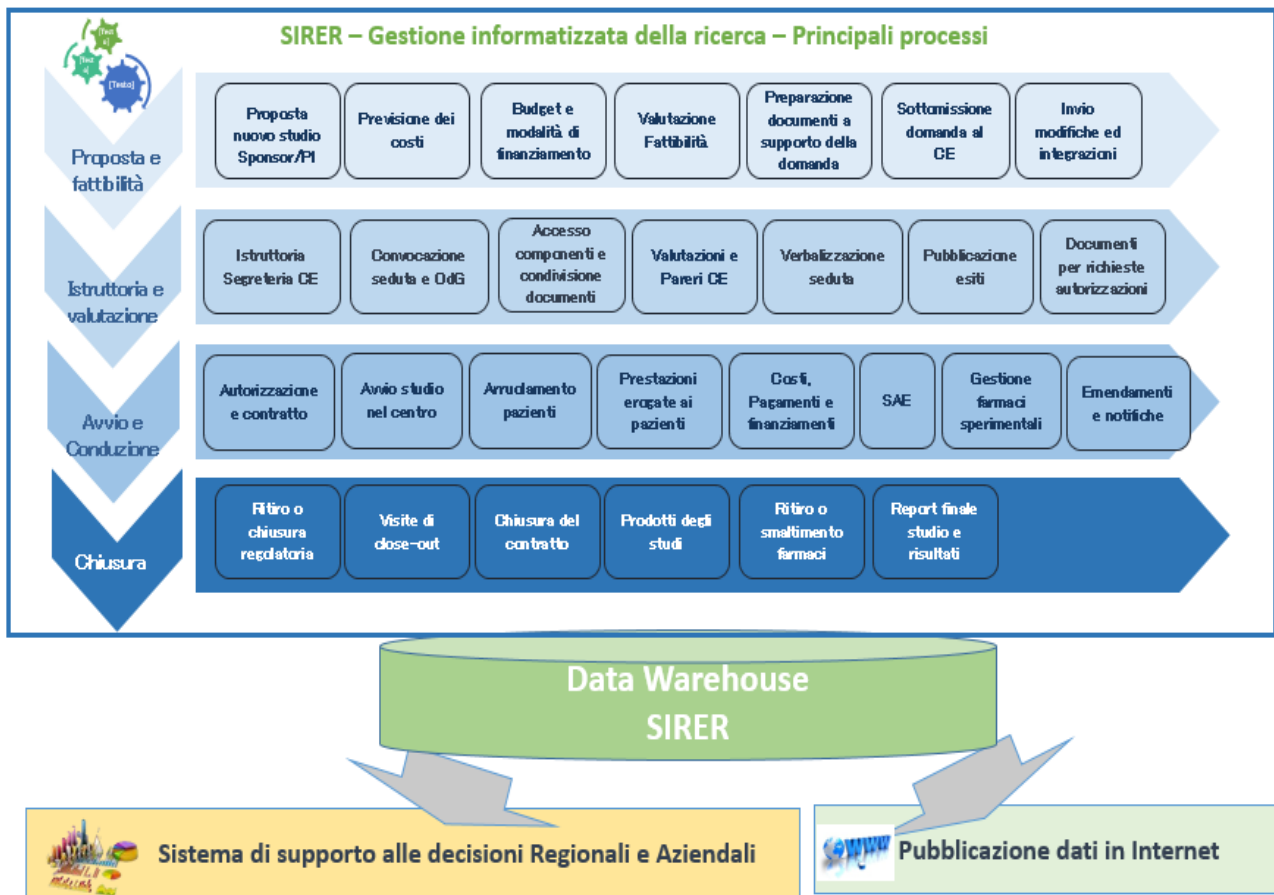 [Text
a]
[Text
a]
[Testo]
SIRER – Gestione informatizzata della ricerca – Principali processi
Proposta e
fattibilità
Proposta
nuovo studio
Sponsor/PI
Previsione dei
costi
Budget e
modalità di
finanziamento
Valutazione
Fattibilità
Preparazione
documenti a
supporto della
domanda
Sottomissione
domanda al
CE
Invio
modifiche ed
integrazioni
Istruttoria e
valutazione
Istruttoria
Segreteria CE
Convocazione
seduta e OdG
Accesso
componenti e
condivisione
documenti
Valutazioni e
Pareri CE
Verbalizzazione
seduta
Pubblicazione
esiti
Documenti
per richieste
autorizzazioni
Avvio e
Conduzione
Autorizzazione
e contratto
Avvio studio
nel centro
Arruolamento
pazienti
Prestazioni
erogate ai
pazienti
Costi,
Pagamenti e
finanziamenti
SAE
Gestione
farmaci
sperimentali
Emendamenti
e notifiche
Chiusura
Ritiro o
chiusura
regolatoria
Visite di
close-out
Chiusura del
contratto
Prodotti degli
studi
Ritiro o
smaltimento
farmaci
Report finale
studio e
risultati
Data Warehouse
SIRER
Sistema di supporto alle decisioni Regionali e Aziendali
www
Pubblicazione dati in Internet